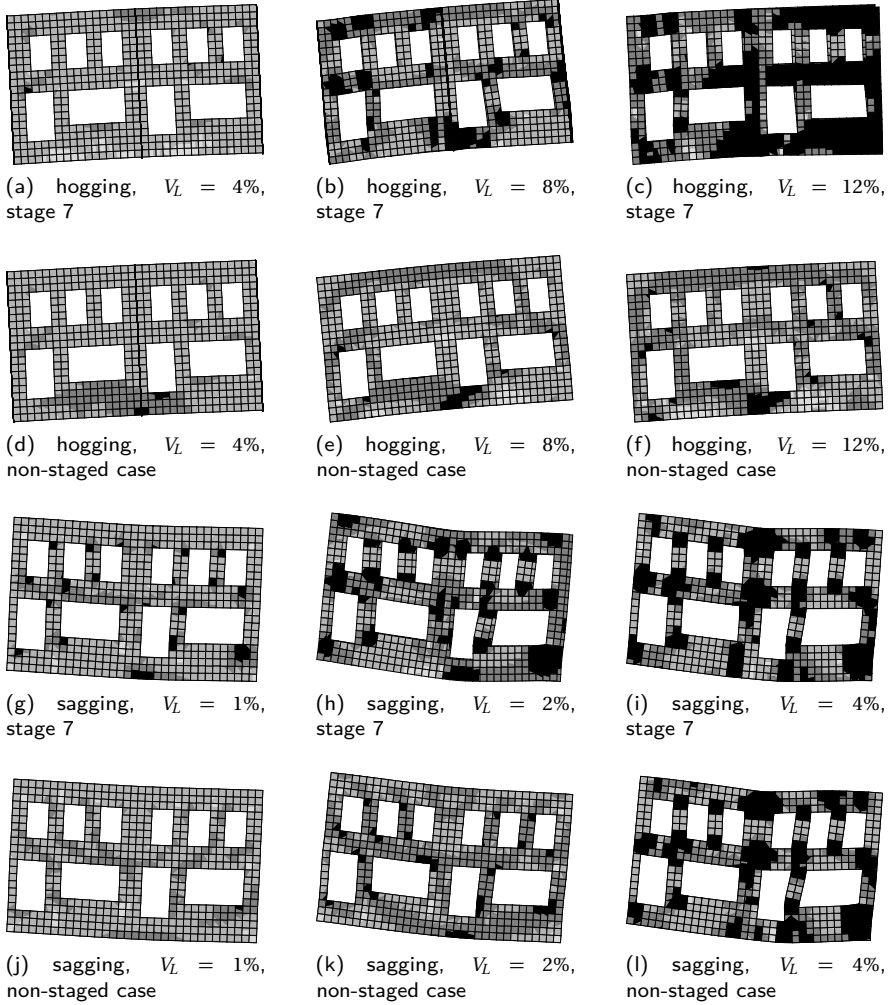 (a) hogging, V_L = 4%,
stage 7
(b) hogging, V_L = 8%,
stage 7
(c) hogging, V_L = 12%,
stage 7
(d) hogging, V_L = 4%,
non-staged case
(e) hogging, V_L = 8%,
non-staged case
(f) hogging, V_L = 12%,
non-staged case
(g) sagging, V_L = 1%,
stage 7
(h) sagging, V_L = 2%,
stage 7
(i) sagging, V_L = 4%,
stage 7
(j) sagging, V_L = 1%,
non-staged case
(k) sagging, V_L = 2%,
non-staged case
(l) sagging, V_L = 4%,
non-staged case